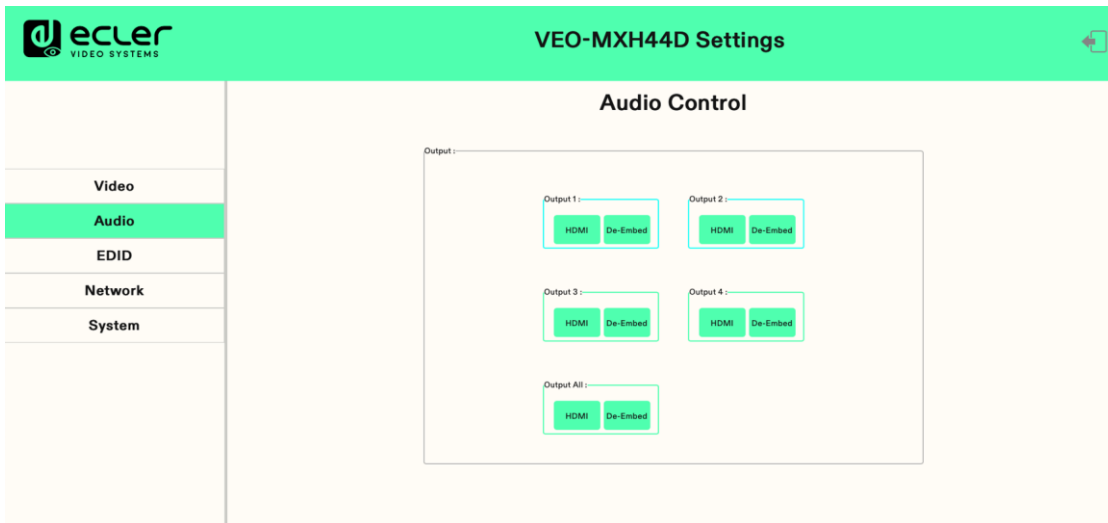 ecler
VIDEO SYSTEMS
VEO-MXH44D Settings
Video
Audio
EDID
Network
System
Audio Control
Output :
Output 1 :
HDMI De-Embed
Output 2 :
HDMI De-Embed
Output 3 :
HDMI De-Embed
Output 4 :
HDMI De-Embed
Output All :
HDMI De-Embed